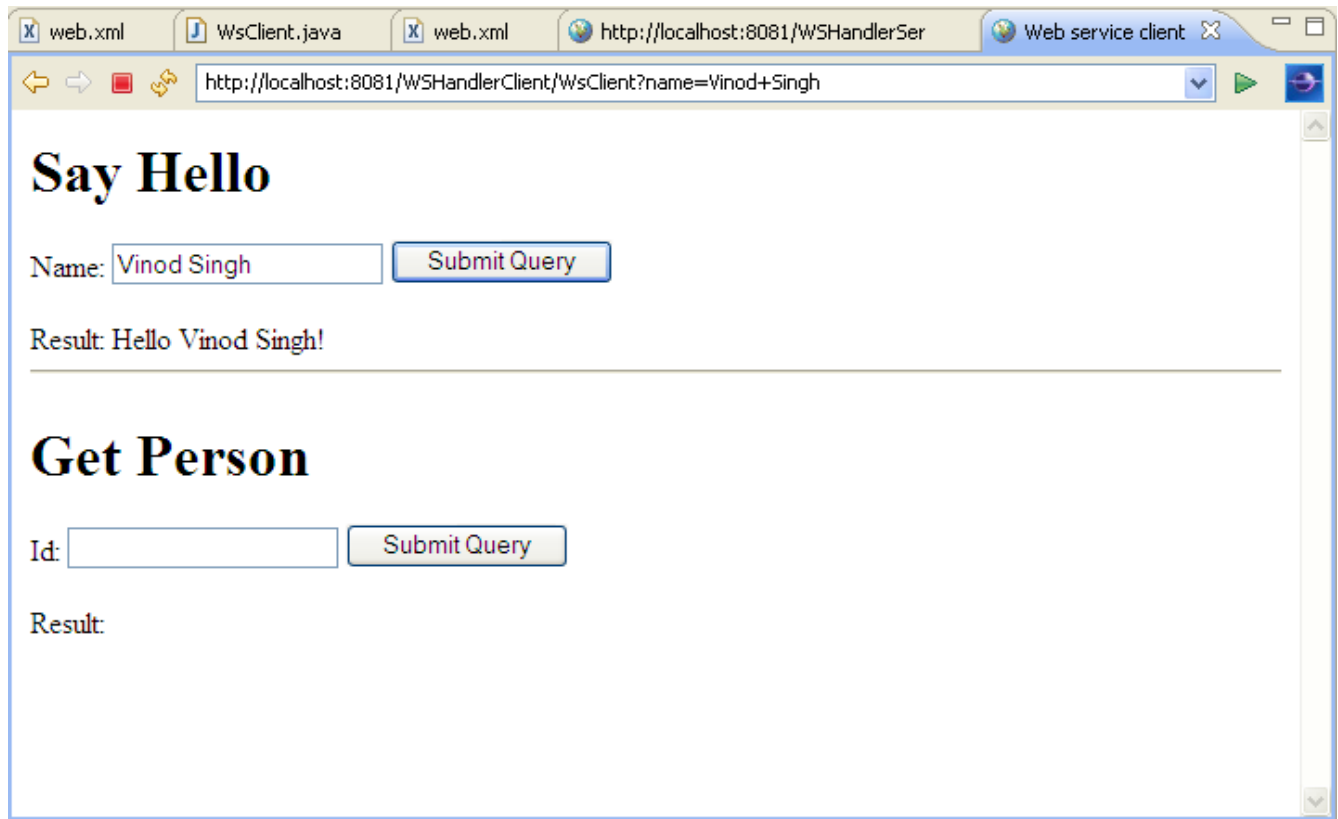 web.xml WsClient.java web.xml http://localhost:8081/WSHandlerSer Web service client
http://localhost:8081/WSHandlerClient/WsClient?name=Vinod+Singh
Say Hello
Name: Vinod Singh Submit Query
Result: Hello Vinod Singh!
Get Person
Id: Submit Query
Result: